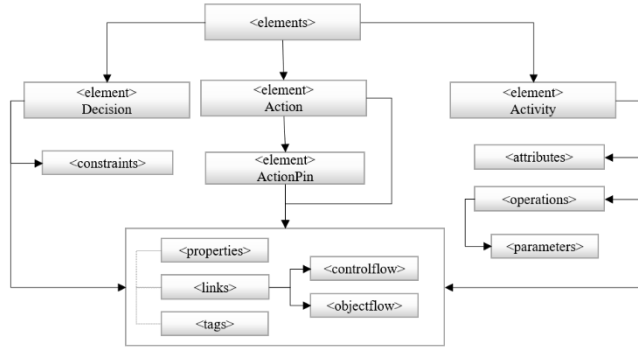 <elements>
<element>
Decision
<element>
Action
<element>
Activity
<constraints>
<element>
ActionPin
<attributes>
<operations>
<parameters>
<properties>
<links>
<tags>
<controlflow>
<objectflow>